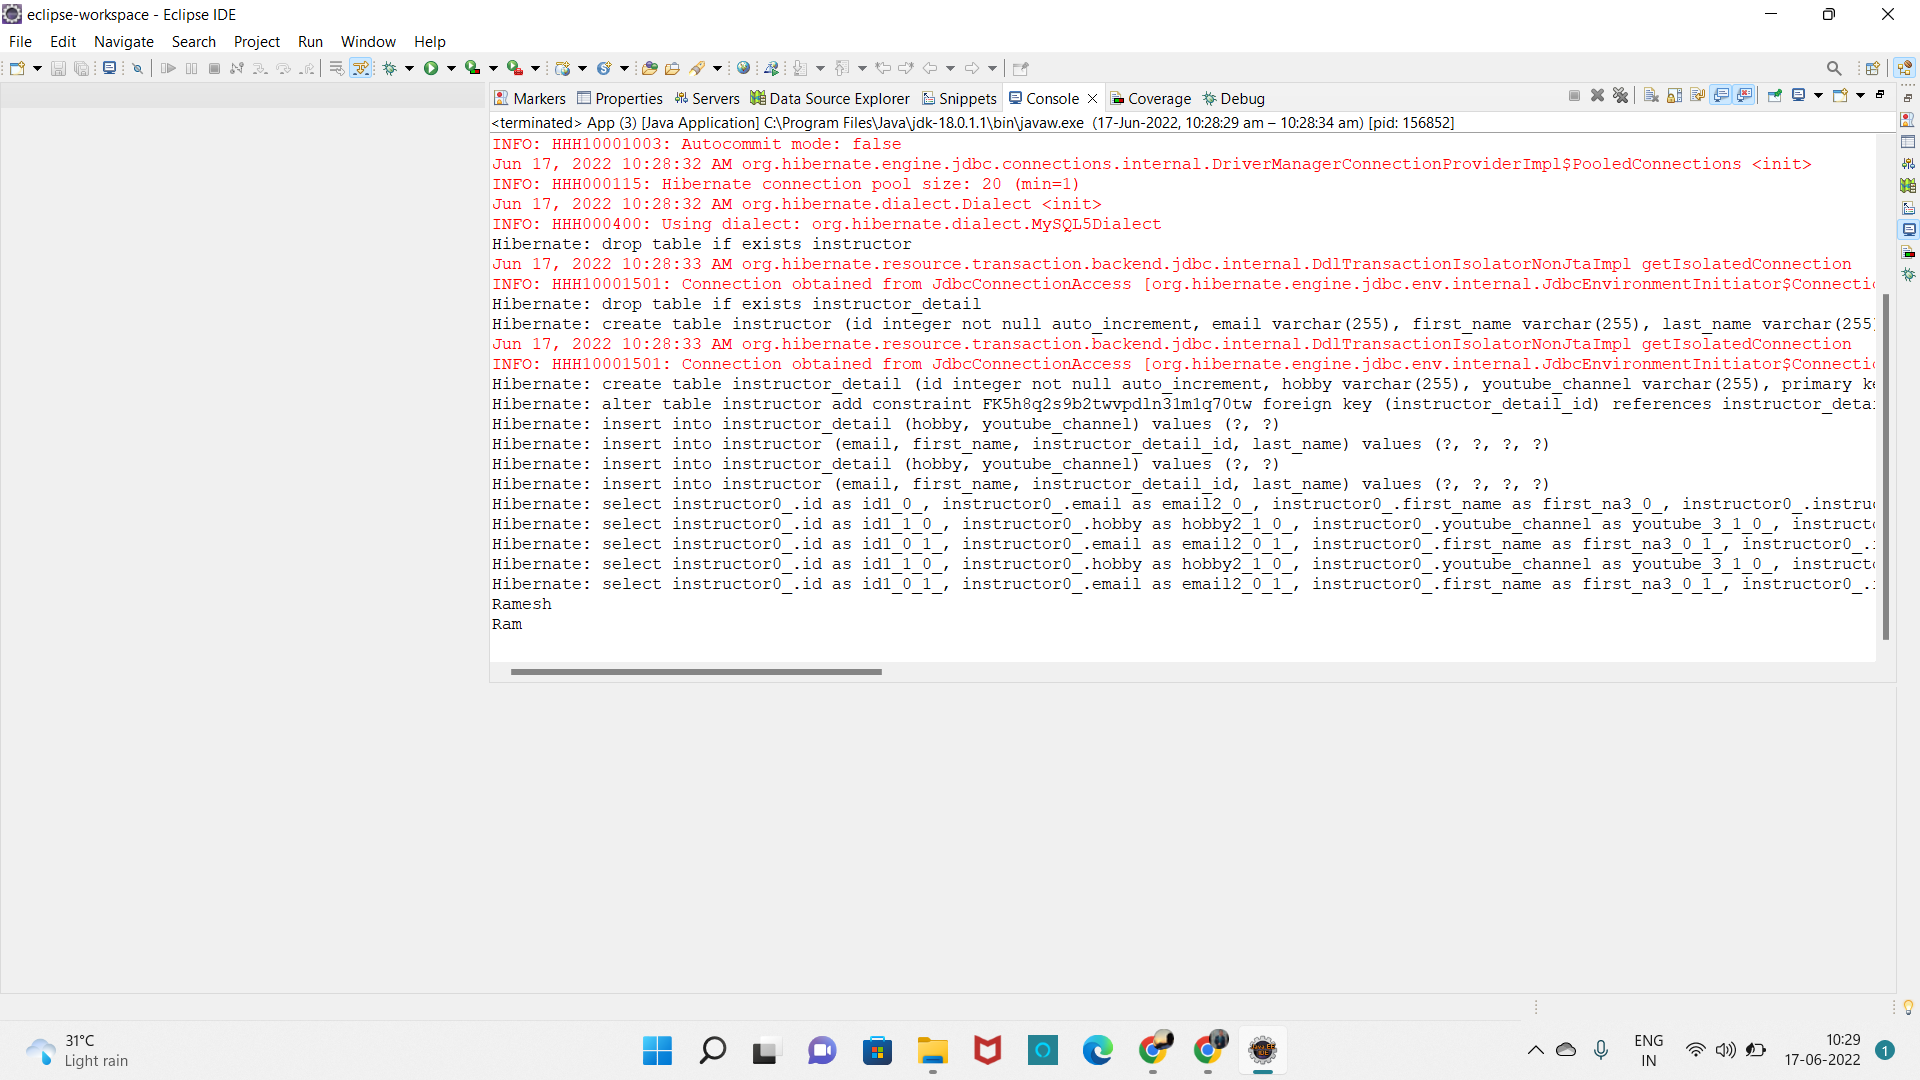 eclipse-workspace - Eclipse IDE
File Edit Navigate Search Project Run Window Help
Markers Properties Servers Data Source Explorer Snippets Console Coverage Debug
<terminated> App (3) [Java Application] C:\Program Files\Java\jdk-18.0.1.1\bin\javaw.exe (17-Jun-2022, 10:28:29 am – 10:28:34 am) [pid: 156852]
INFO: HHH10001003: Autocommit mode: false
Jun 17, 2022 10:28:32 AM org.hibernate.engine.jdbc.connections.internal.DriverManagerConnectionProviderImpl$PooledConnections <init>
INFO: HHH000115: Hibernate connection pool size: 20 (min=1)
Jun 17, 2022 10:28:32 AM org.hibernate.dialect.Dialect <init>
INFO: HHH000400: Using dialect: org.hibernate.dialect.MySQL5Dialect
Hibernate: drop table if exists instructor
Jun 17, 2022 10:28:33 AM org.hibernate.resource.transaction.backend.jdbc.internal.DdlTransactionIsolatorNonJtaImpl getIsolatedConnection
INFO: HHH10001501: Connection obtained from JdbcConnectionAccess [org.hibernate.engine.jdbc.env.internal.JdbcEnvironmentInitiator$Connectic
Hibernate: drop table if exists instructor_detail
Hibernate: create table instructor (id integer not null auto_increment, email varchar(255), first_name varchar(255), last_name varchar(255)
Jun 17, 2022 10:28:33 AM org.hibernate.resource.transaction.backend.jdbc.internal.DdlTransactionIsolatorNonJtaImpl getIsolatedConnection
INFO: HHH10001501: Connection obtained from JdbcConnectionAccess [org.hibernate.engine.jdbc.env.internal.JdbcEnvironmentInitiator$Connectic
Hibernate: create table instructor_detail (id integer not null auto_increment, hobby varchar(255), youtube_channel varchar(255), primary ke
Hibernate: alter table instructor add constraint FK5h8q2s9b2twvpdln31m1q70tw foreign key (instructor_detail_id) references instructor_detai
Hibernate: insert into instructor_detail (hobby, youtube_channel) values (?, ?)
Hibernate: insert into instructor (email, first_name, instructor_detail_id, last_name) values (?, ?, ?, ?)
Hibernate: insert into instructor_detail (hobby, youtube_channel) values (?, ?)
Hibernate: insert into instructor (email, first_name, instructor_detail_id, last_name) values (?, ?, ?, ?)
Hibernate: select instructor0_.id as id1_0_, instructor0_.email as email2_0_, instructor0_.first_name as first_na3_0_, instructor0_.instruc
Hibernate: select instructor0_.id as id1_1_0_, instructor0_.hobby as hobby2_1_0_, instructor0_.youtube_channel as youtube_3_1_0_, instructo
Hibernate: select instructor0_.id as id1_0_1_, instructor0_.email as email2_0_1_, instructor0_.first_name as first_na3_0_1_, instructor0_.i
Hibernate: select instructor0_.id as id1_1_0_, instructor0_.hobby as hobby2_1_0_, instructor0_.youtube_channel as youtube_3_1_0_, instructo
Hibernate: select instructor0_.id as id1_0_1_, instructor0_.email as email2_0_1_, instructor0_.first_name as first_na3_0_1_, instructor0_.i
Ramesh
Ram
31°C
Light rain
ENG
IN
10:29
17-06-2022
1